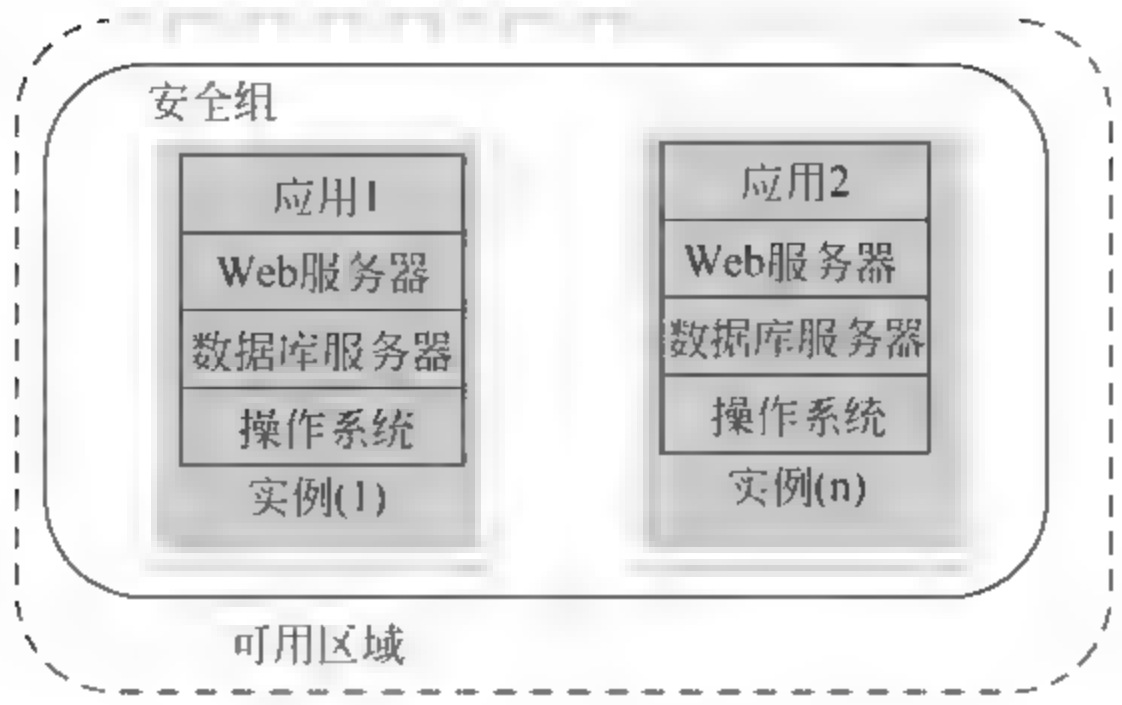 安全组
应用1
Web服务器
数据库服务器
操作系统
实例(1)
应用2
Web服务器
数据库服务器
操作系统
实例(n)
可用区域